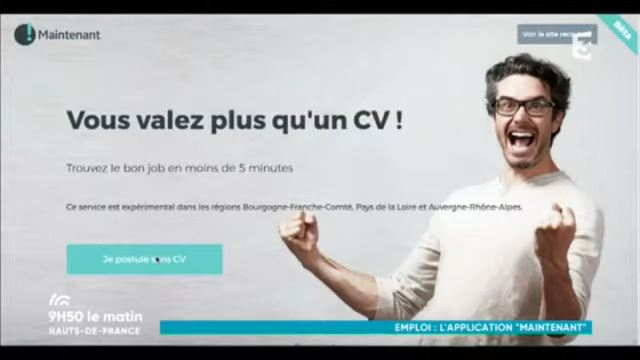 Maintenant
Voir le site
Béta
3
Vous valez plus qu'un CV !
Trouvez le bon job en moins de 5 minutes
Ce service est expérimental dans les régions Bourgogne-Franche-Comté, Pays de la Loire et Auvergne-Rhône-Alpes.
Je postule sans CV
9H50 le matin
HAUTS-DE-FRANCE
EMPLOI : L'APPLICATION "MAINTENANT"